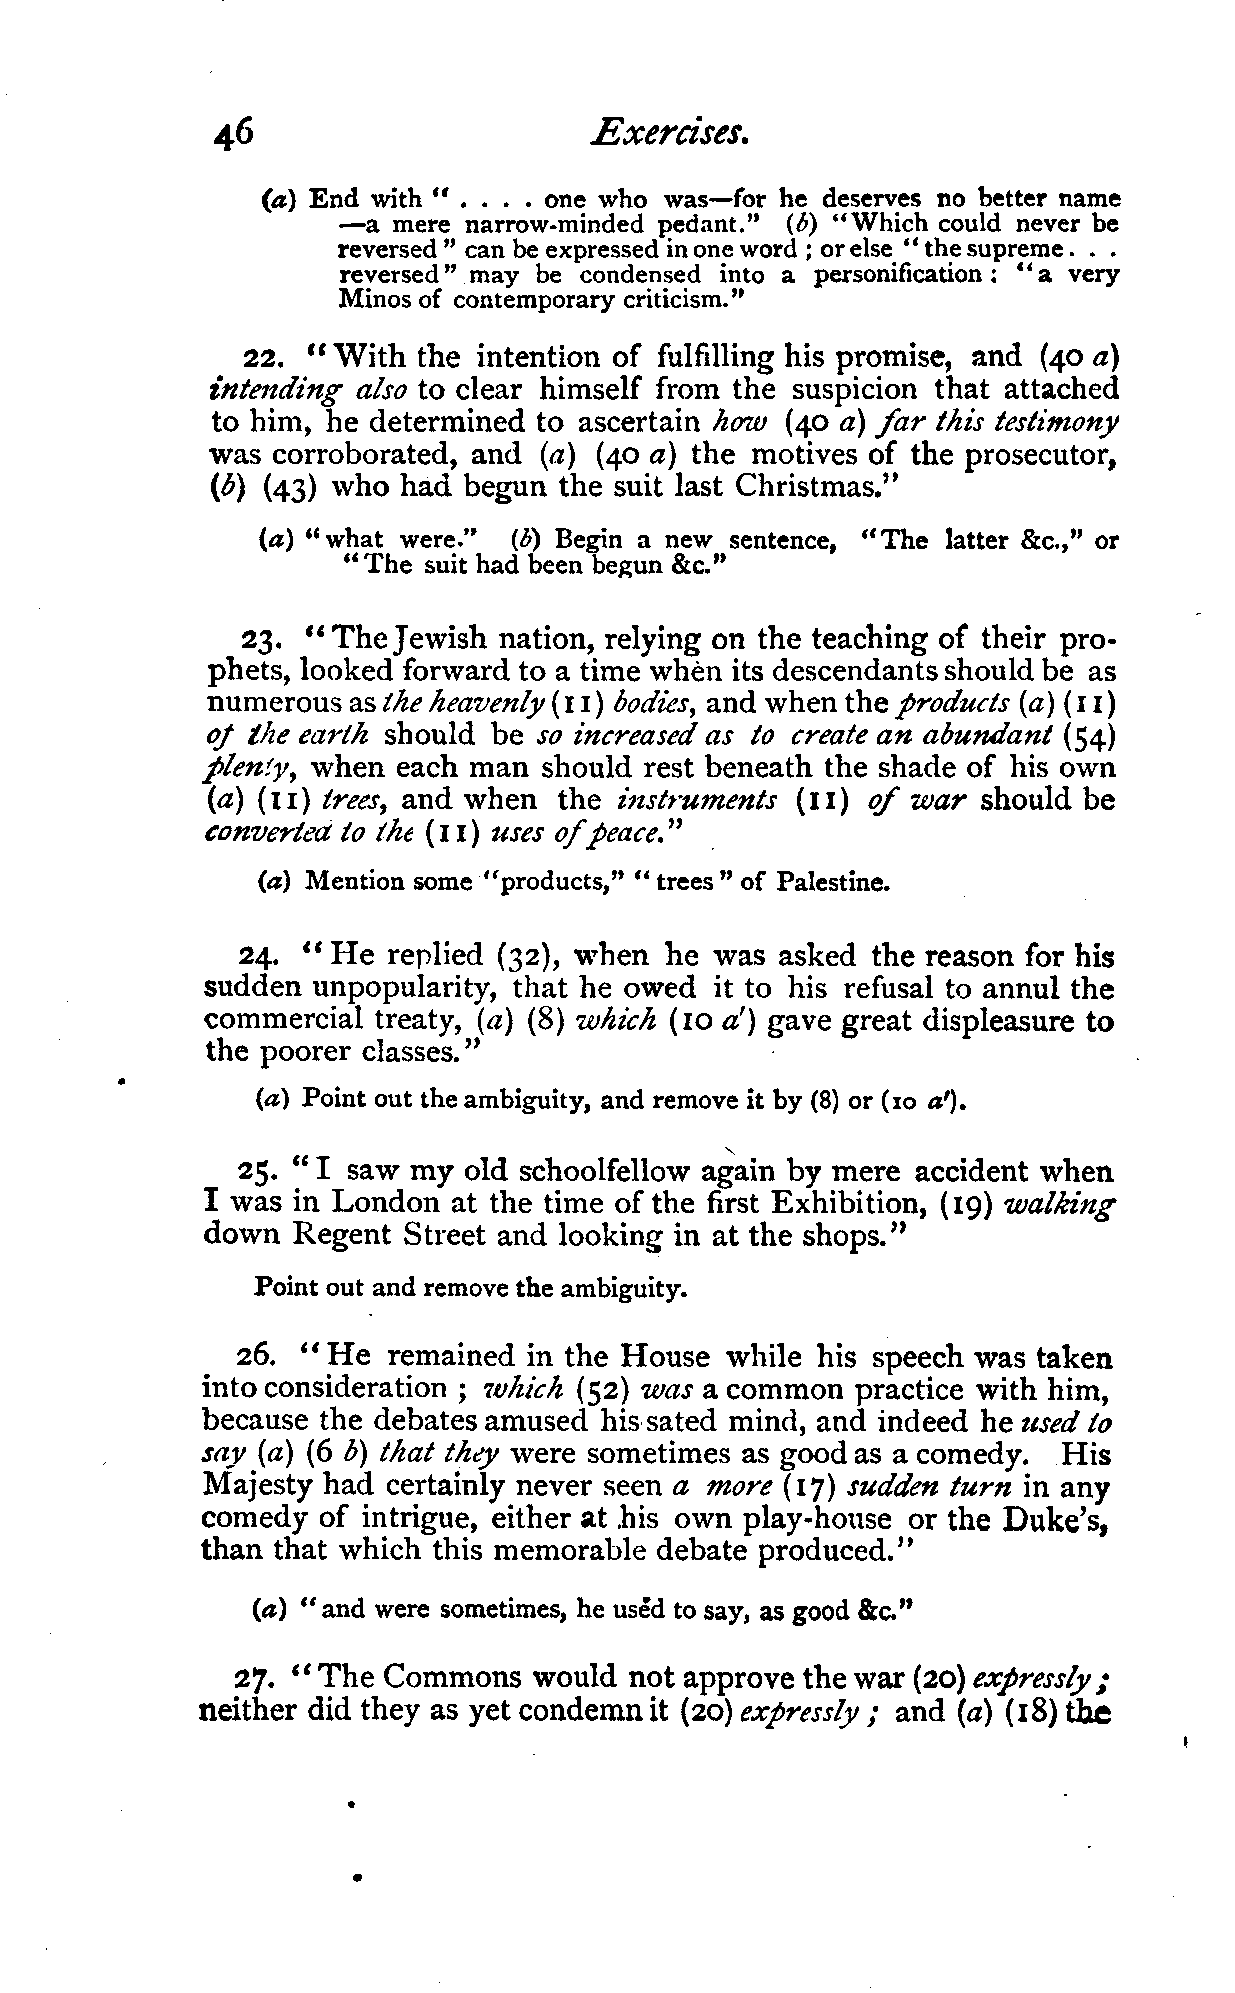 46 Exercises.
(a) End with " . . . . one who was—for he deserves no better name
—a mere narrow-minded pedant." (b) "Which could never be
reversed" can be expressed in one word; or else "the supreme. . .
reversed" may be condensed into a personification: "a very
Minos of contemporary criticism."
22. "With the intention of fulfilling his promise, and (40 a)
intending also to clear himself from the suspicion that attached
to him, he determined to ascertain how (40 a) far this testimony
was corroborated, and (a) (40 a) the motives of the prosecutor,
(b) (43) who had begun the suit last Christmas."
(a) "what were." (b) Begin a new sentence, "The latter &c.," or
"The suit had been begun &c."
23. "The Jewish nation, relying on the teaching of their pro-
phets, looked forward to a time when its descendants should be as
numerous as the heavenly (11) bodies, and when the products (a) (11)
of the earth should be so increased as to create an abundant (54)
plenty, when each man should rest beneath the shade of his own
(a) (11) trees, and when the instruments (11) of war should be
converted to the (11) uses of peace."
(a) Mention some "products," "trees" of Palestine.
24. "He replied (32), when he was asked the reason for his
sudden unpopularity, that he owed it to his refusal to annul the
commercial treaty, (a) (8) which (10 a') gave great displeasure to
the poorer classes."
(a) Point out the ambiguity, and remove it by (8) or (10 a').
25. "I saw my old schoolfellow again by mere accident when
I was in London at the time of the first Exhibition, (19) walking
down Regent Street and looking in at the shops."
Point out and remove the ambiguity.
26. "He remained in the House while his speech was taken
into consideration; which (52) was a common practice with him,
because the debates amused his sated mind, and indeed he used to
say (a) (6 b) that they were sometimes as good as a comedy. His
Majesty had certainly never seen a more (17) sudden turn in any
comedy of intrigue, either at his own play-house or the Duke's,
than that which this memorable debate produced."
(a) "and were sometimes, he used to say, as good &c."
27. "The Commons would not approve the war (20) expressly;
neither did they as yet condemn it (20) expressly; and (a) (18) the